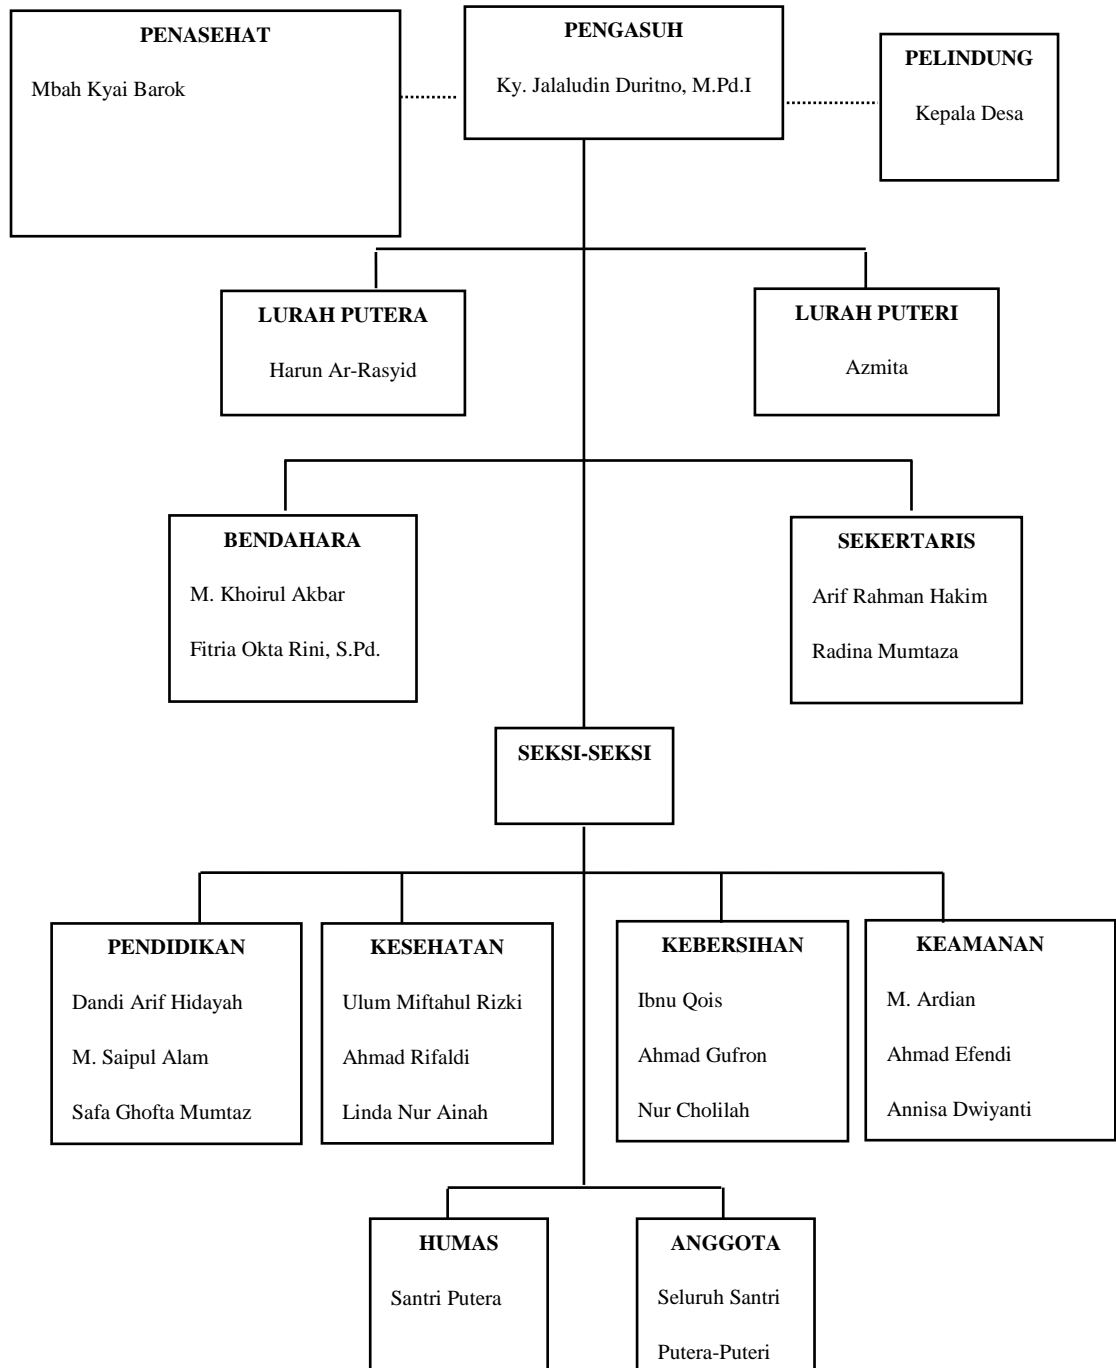 PENASEHAT
Mbah Kyai Barok
PENGASUH
Ky. Jalaludin Duritno, M.Pd.I
PELINDUNG
Kepala Desa
LURAH PUTERA
Harun Ar-Rasyid
LURAH PUTERI
Azmita
BENDAHARA
M. Khoirul Akbar
Fitria Okta Rini, S.Pd.
SEKERTARIS
Arif Rahman Hakim
Radina Mumtaza
SEKSI-SEKSI
PENDIDIKAN
Dandi Arif Hidayah
M. Saipul Alam
Safa Ghofta Mumtaz
KESEHATAN
Ulum Miftahul Rizki
Ahmad Rifaldi
Linda Nur Ainah
KEBERSIHAN
Ibnu Qois
Ahmad Gufron
Nur Cholilah
KEAMANAN
M. Ardian
Ahmad Efendi
Annisa Dwiyanti
HUMAS
Santri Putera
ANGGOTA
Seluruh Santri
Putera-Puteri